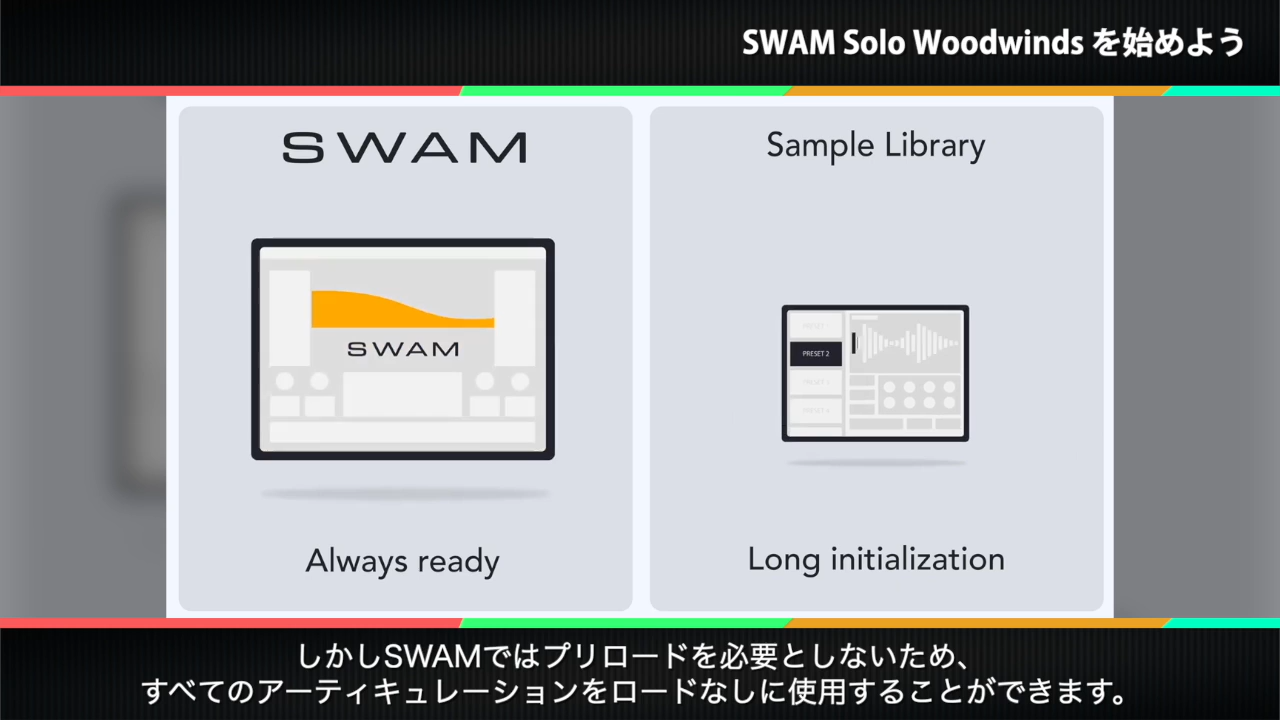 SWAM Solo Woodwinds を始めよう
SWAM
Sample Library
SWAM
PRESET 2
Always ready
Long initialization
しかしSWAMではプリロードを必要としないため、
すべてのアーティキュレーションをロードなしに使用することができます。